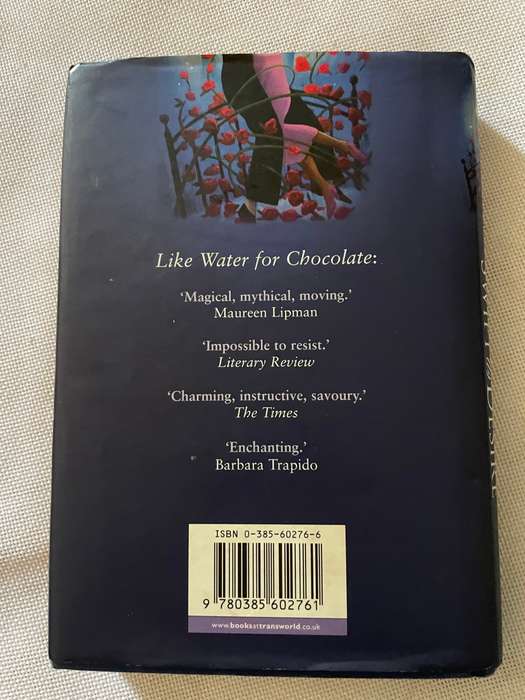 Like Water for Chocolate:
‘Magical, mythical, moving.’
Maureen Lipman
‘Impossible to resist.’
Literary Review
‘Charming, instructive, savoury.’
The Times
‘Enchanting.’
Barbara Trapido
ISBN 0-385-60276-6
9 780385 602761
www.booksattransworld.co.uk